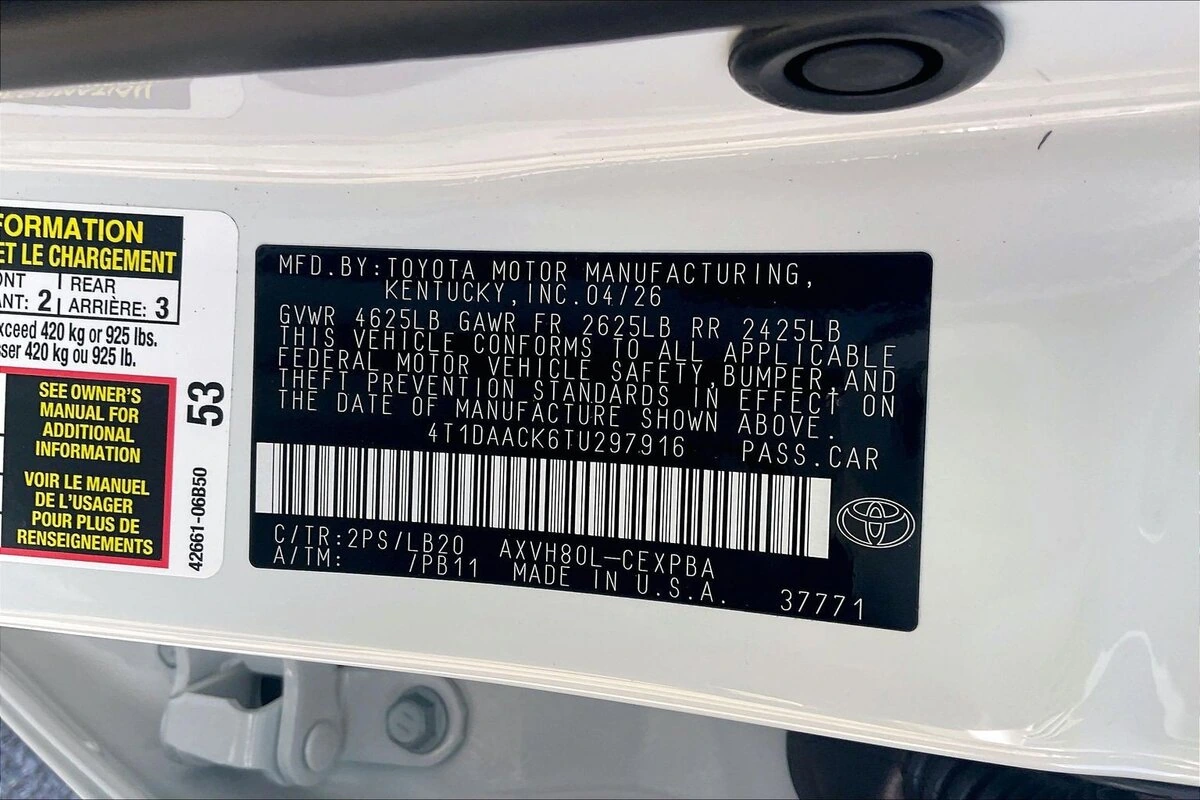 FORMATION
ET LE CHARGEMENT
ONT | REAR
ANT: 2 | ARRIÈRE: 3
xceed 420 kg or 925 lbs.
ser 420 kg ou 925 lb.
SEE OWNER'S
MANUAL FOR
ADDITIONAL
INFORMATION
VOIR LE MANUEL
DE L'USAGER
POUR PLUS DE
RENSEIGNEMENTS
53
42661-06B50
MFD.BY:TOYOTA MOTOR MANUFACTURING,
KENTUCKY,INC.04/26
GVWR 4625LB GAWR FR 2625LB RR 2425LB
THIS VEHICLE CONFORMS TO ALL APPLICABLE
FEDERAL MOTOR VEHICLE SAFETY,BUMPER,AND
THEFT PREVENTION STANDARDS IN EFFECT ON
THE DATE OF MANUFACTURE SHOWN ABOVE.
4T1DAACK6TU297916 PASS.CAR
C/TR:2PS/LB20 AXVH80L-CEXPBA
A/TM: /PB11 MADE IN U.S.A. 37771